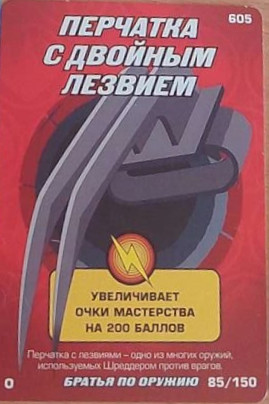 605
ПЕРЧАТКА
С ДВОЙНЫМ
ЛЕЗВИЕМ
УВЕЛИЧИВАЕТ
ОЧКИ МАСТЕРСТВА
НА 200 БАЛЛОВ
Перчатка с лезвиями – одно из многих оружий,
используемых Шреддером против врагов.
0 БРАТЬЯ ПО ОРУЖИЮ 85/150